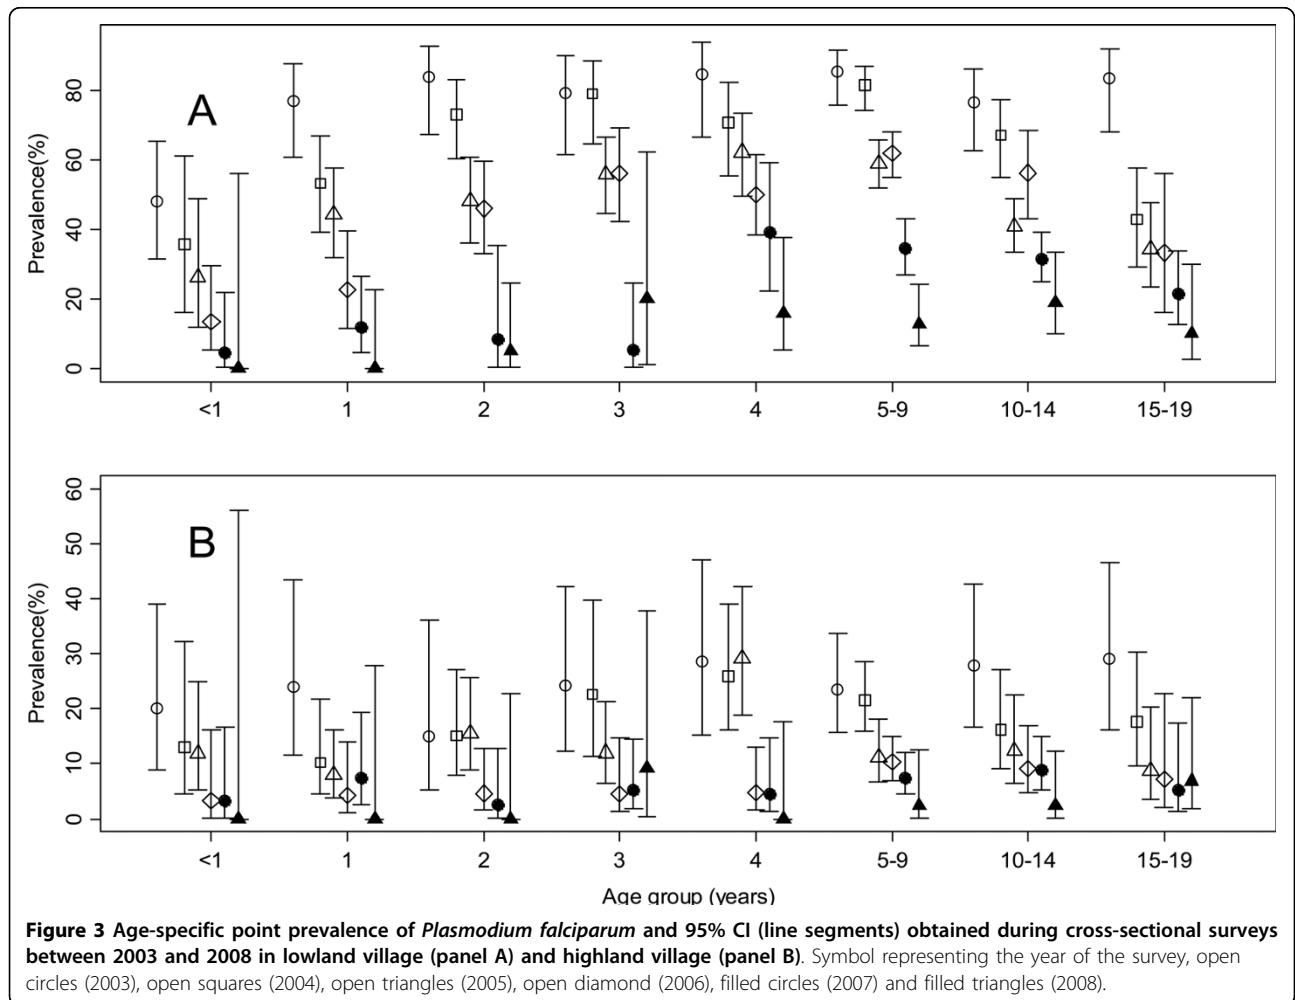 A
Prevalence(%)
80
60
40
20
0
<1 1 2 3 4 5-9 10-14 15-19
B
Prevalence(%)
60
50
40
30
20
10
0
<1 1 2 3 4 5-9 10-14 15-19
Age group (years)
Figure 3 Age-specific point prevalence of Plasmodium falciparum and 95% CI (line segments) obtained during cross-sectional surveys
between 2003 and 2008 in lowland village (panel A) and highland village (panel B). Symbol representing the year of the survey, open
circles (2003), open squares (2004), open triangles (2005), open diamond (2006), filled circles (2007) and filled triangles (2008).